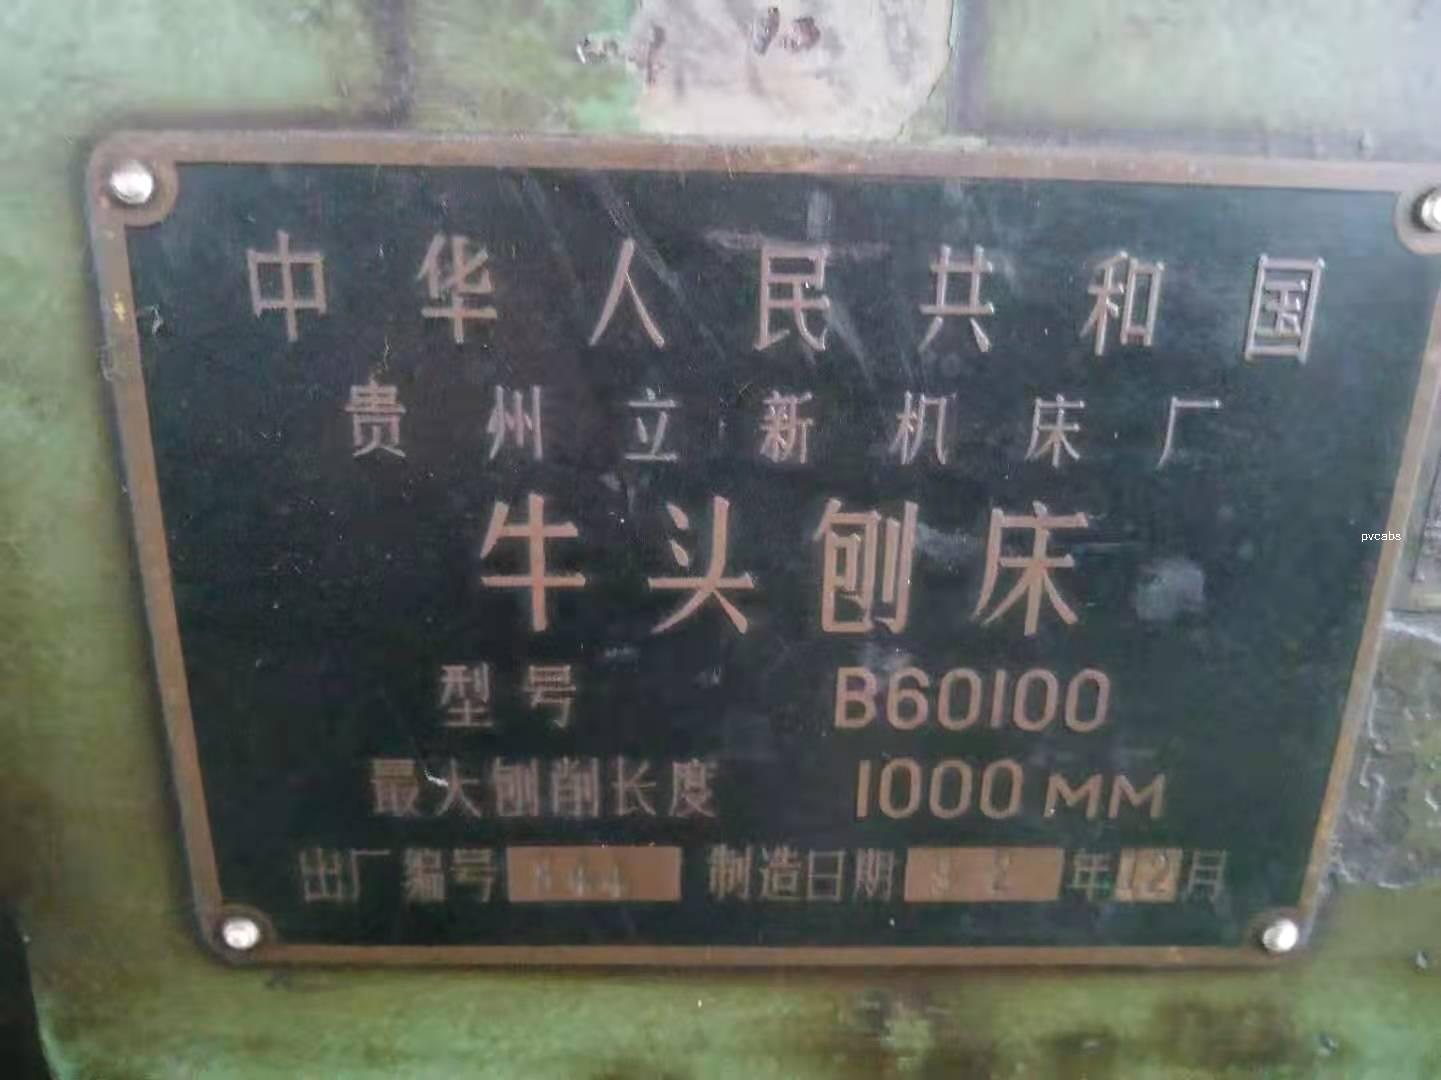 中华人民共和国
贵州立新机床厂
牛头刨床
型号 B60100
最大刨削长度 1000MM
出厂编号 制造日期 年12月
pvcabs